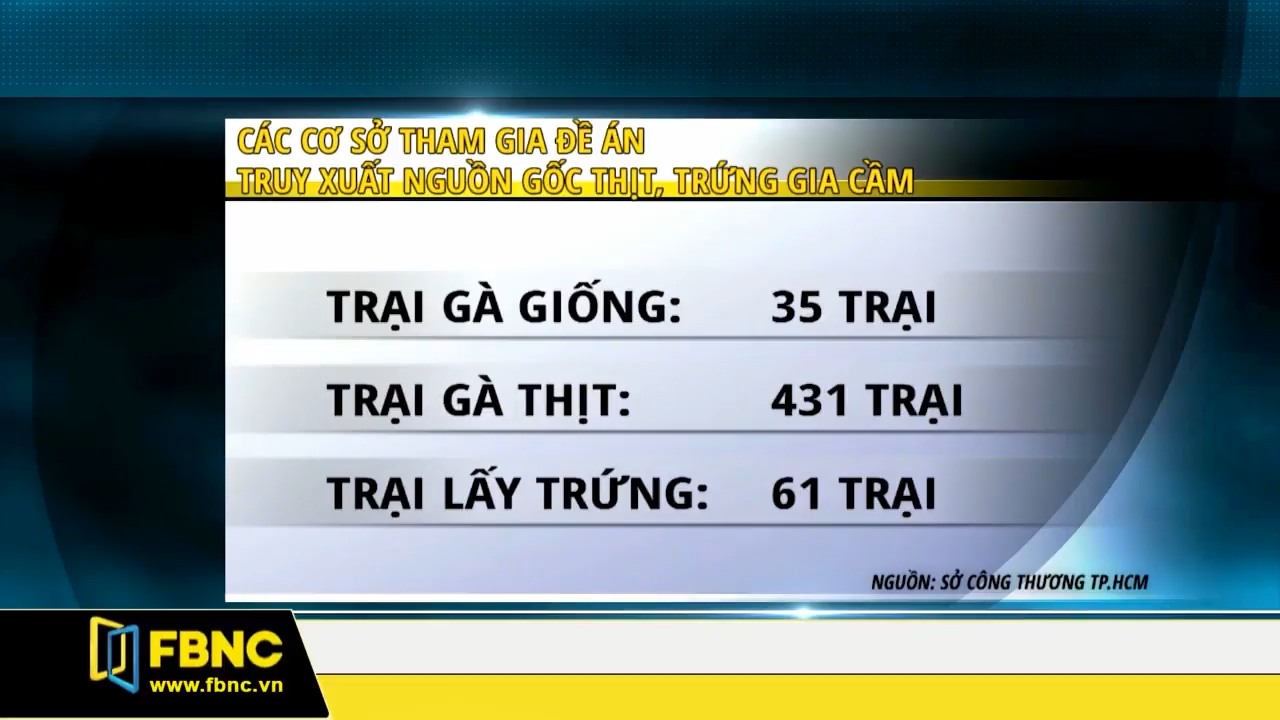 CÁC CƠ SỞ THAM GIA ĐỀ ÁN
TRUY XUẤT NGUỒN GỐC THỊT, TRỨNG GIA CẦM
TRẠI GÀ GIỐNG: 35 TRẠI
TRẠI GÀ THỊT: 431 TRẠI
TRẠI LẤY TRỨNG: 61 TRẠI
NGUỒN: SỞ CÔNG THƯƠNG TP.HCM
FBNC
www.fbnc.vn